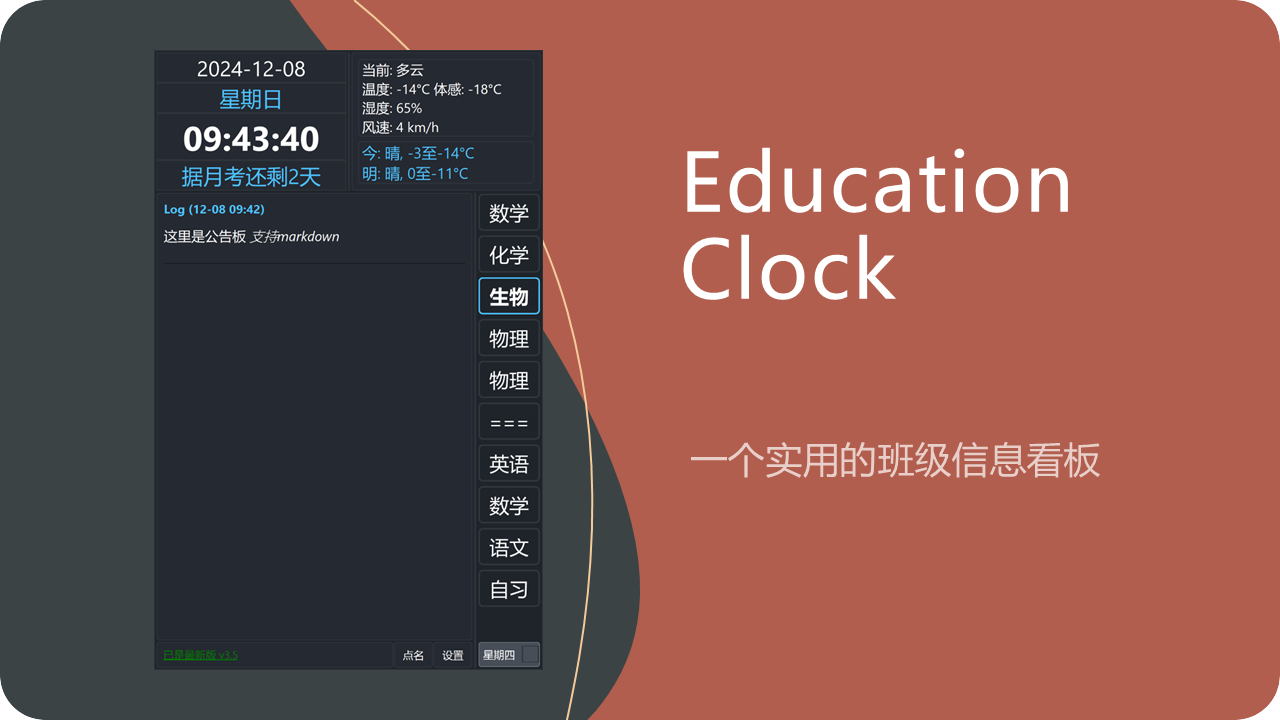 2024-12-08
星期日
09:43:40
据月考还剩2天
当前: 多云
温度: -14°C 体感: -18°C
湿度: 65%
风速: 4 km/h
今: 晴, -3至-14°C
明: 晴, 0至-11°C
Log (12-08 09:42)
这里是公告板 支持markdown
数学
化学
生物
物理
物理
===
英语
数学
语文
自习
已是最新版 v3.5
点名
设置
星期四
Education
Clock
一个实用的班级信息看板